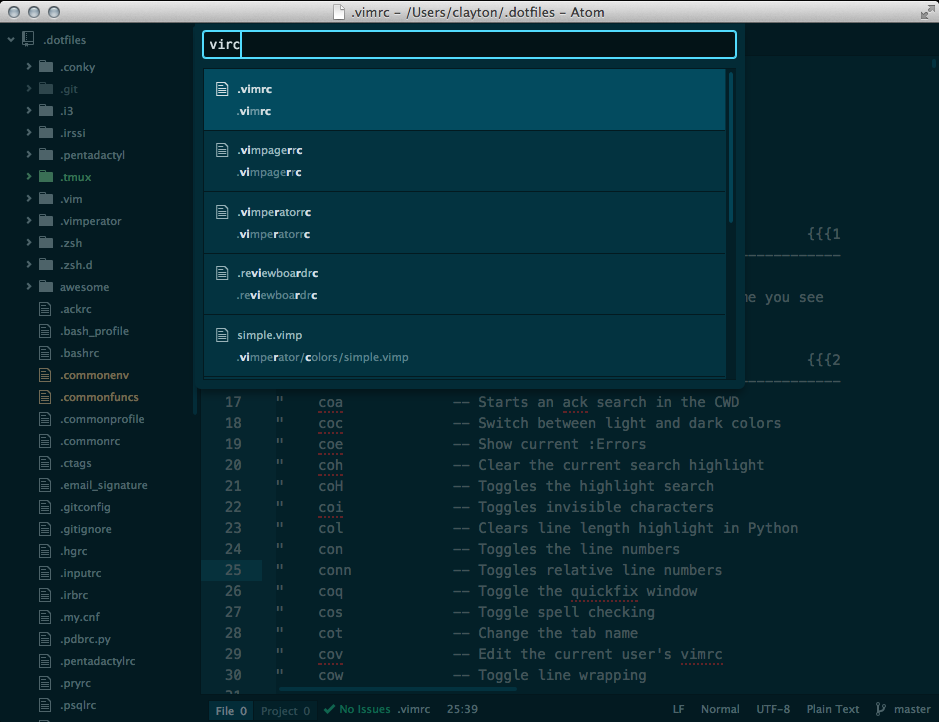 .vimrc – /Users/clayton/.dotfiles – Atom
.dotfiles
.conky
.git
.i3
.irssi
.pentadactyl
.tmux
.vim
.vimperator
.zsh
.zsh.d
awesome
.ackrc
.bash_profile
.bashrc
.commonenv
.commonfuncs
.commonprofile
.commonrc
.ctags
.email_signature
.gitconfig
.gitignore
.hgrc
.inputrc
.irbrc
.my.cnf
.pdbrc.py
.pentadactylrc
.pryrc
.psqlrc
virc
.vimrc
.vimrc
.vimpagerrc
.vimpagerrc
.vimperatorrc
.vimperatorrc
.reviewboardrc
.reviewboardrc
simple.vimp
.vimperator/colors/simple.vimp
{{{1
you see
{{{2
17 " coa -- Starts an ack search in the CWD
18 " coc -- Switch between light and dark colors
19 " coe -- Show current :Errors
20 " coh -- Clear the current search highlight
21 " coH -- Toggles the highlight search
22 " coi -- Toggles invisible characters
23 " col -- Clears line length highlight in Python
24 " con -- Toggles the line numbers
25 " conn -- Toggles relative line numbers
26 " coq -- Toggle the quickfix window
27 " cos -- Toggle spell checking
28 " cot -- Change the tab name
29 " cov -- Edit the current user's vimrc
30 " cow -- Toggle line wrapping
File 0 Project 0 No Issues .vimrc 25:39 LF Normal UTF-8 Plain Text master